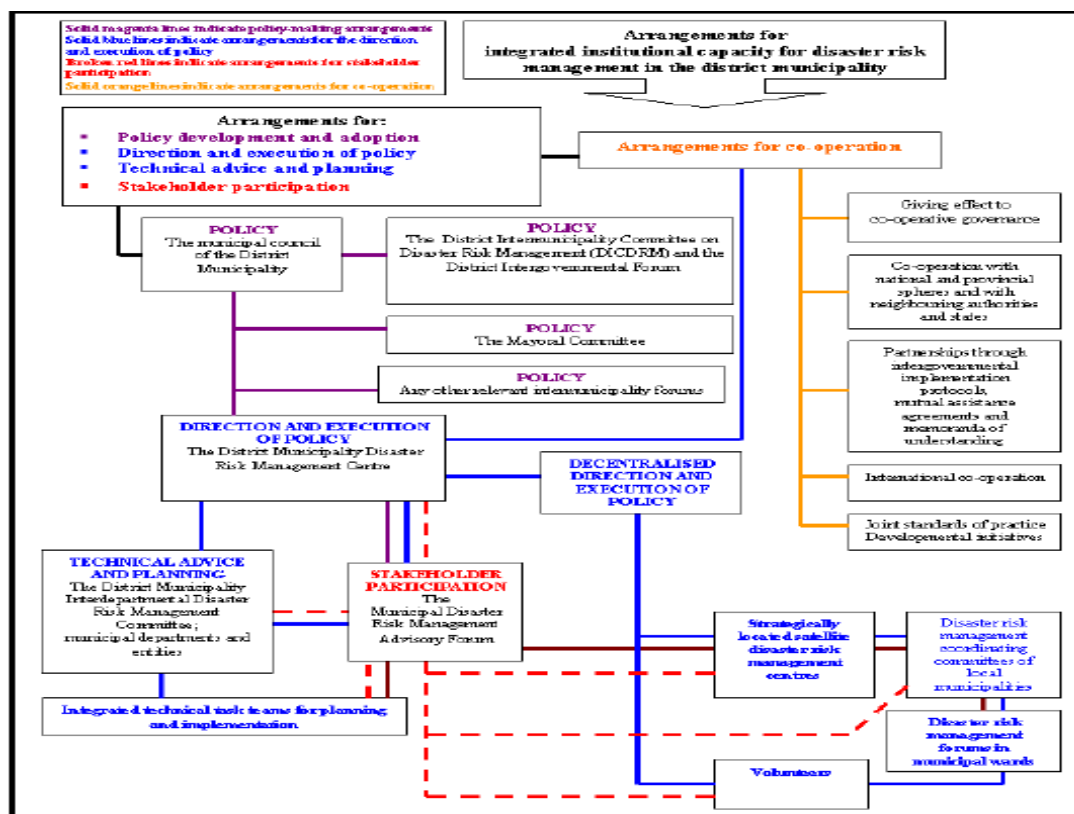 Solid magenta lines indicate policy-making arrangements
Solid blue lines indicate arrangements for the direction
and execution of policy
Broken red lines indicate arrangements for stakeholder
participation
Solid orange lines indicate arrangements for co-operation
Arrangements for
integrated institutional capacity for disaster risk
management in the district municipality
Arrangements for:
▪ Policy development and adoption
▪ Direction and execution of policy
▪ Technical advice and planning
▪ Stakeholder participation
Arrangements for co-operation
POLICY
The municipal council
of the District
Municipality
POLICY
The District Intermunicipality Committee on
Disaster Risk Management (DICDRM) and the
District Intergovernmental Forum
POLICY
The Mayoral Committee
POLICY
Any other relevant intermunicipality forums
Giving effect to
co-operative governance
Co-operation with
national and provincial
spheres and with
neighbouring authorities
and states
Partnerships through
intergovernmental
implementation
protocols,
mutual assistance
agreements and
memoranda of
understanding
International co-operation
Joint standards of practice
Developmental initiatives
DIRECTION AND EXECUTION
OF POLICY
The District Municipality Disaster
Risk Management Centre
DECENTRALISED
DIRECTION AND
EXECUTION OF
POLICY
TECHNICAL ADVICE
AND PLANNING
The District Municipality
Interdepartmental Disaster
Risk Management
Committee;
municipal departments and
entities
STAKEHOLDER
PARTICIPATION
The
Municipal Disaster
Risk Management
Advisory Forum
Integrated technical task teams for planning
and implementation
Strategically
located satellite
disaster risk
management
centres
Disaster risk
management
coordinating
committees of
local
municipalities
Disaster risk
management
forums in
municipal wards
Volunteers